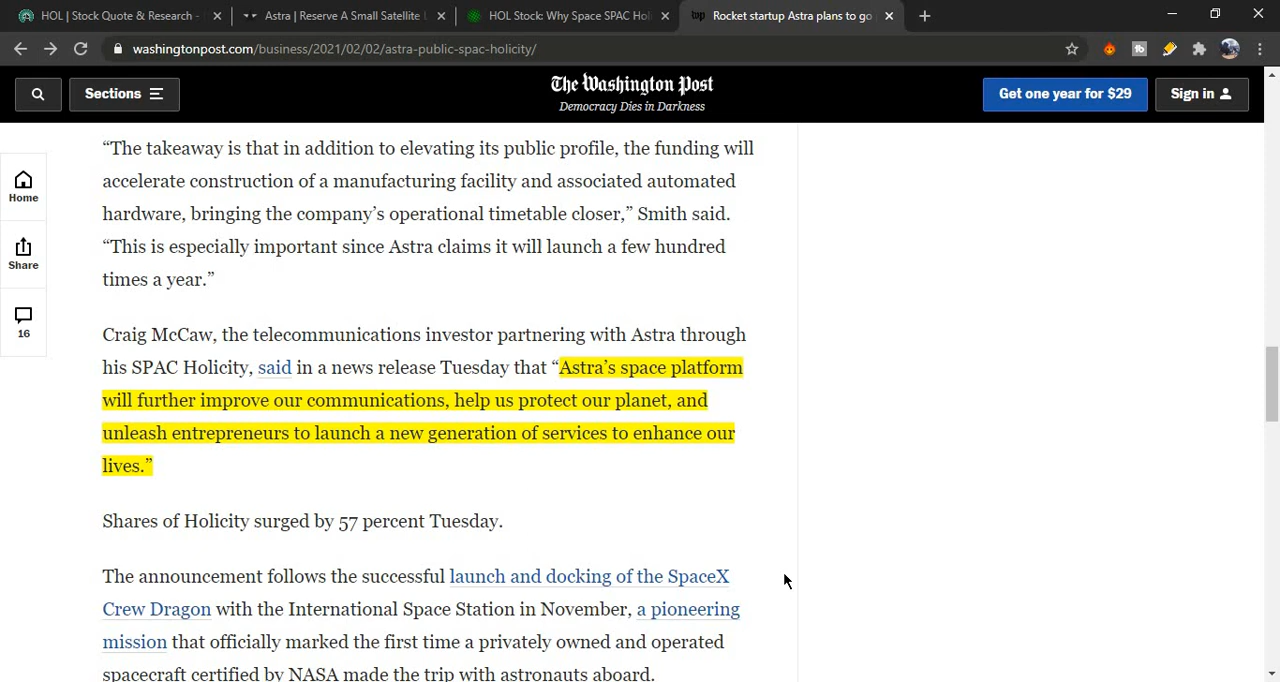 HOL | Stock Quote & Research -
Astra | Reserve A Small Satellite L
HOL Stock: Why Space SPAC Hol
Rocket startup Astra plans to go
washingtonpost.com/business/2021/02/02/astra-public-spac-holicity/
Sections
The Washington Post
Democracy Dies in Darkness
Get one year for $29
Sign in
Home
Share
16
“The takeaway is that in addition to elevating its public profile, the funding will
accelerate construction of a manufacturing facility and associated automated
hardware, bringing the company’s operational timetable closer,” Smith said.
“This is especially important since Astra claims it will launch a few hundred
times a year.”
Craig McCaw, the telecommunications investor partnering with Astra through
his SPAC Holicity, said in a news release Tuesday that “Astra’s space platform
will further improve our communications, help us protect our planet, and
unleash entrepreneurs to launch a new generation of services to enhance our
lives.”
Shares of Holicity surged by 57 percent Tuesday.
The announcement follows the successful launch and docking of the SpaceX
Crew Dragon with the International Space Station in November, a pioneering
mission that officially marked the first time a privately owned and operated
spacecraft certified by NASA made the trip with astronauts aboard.